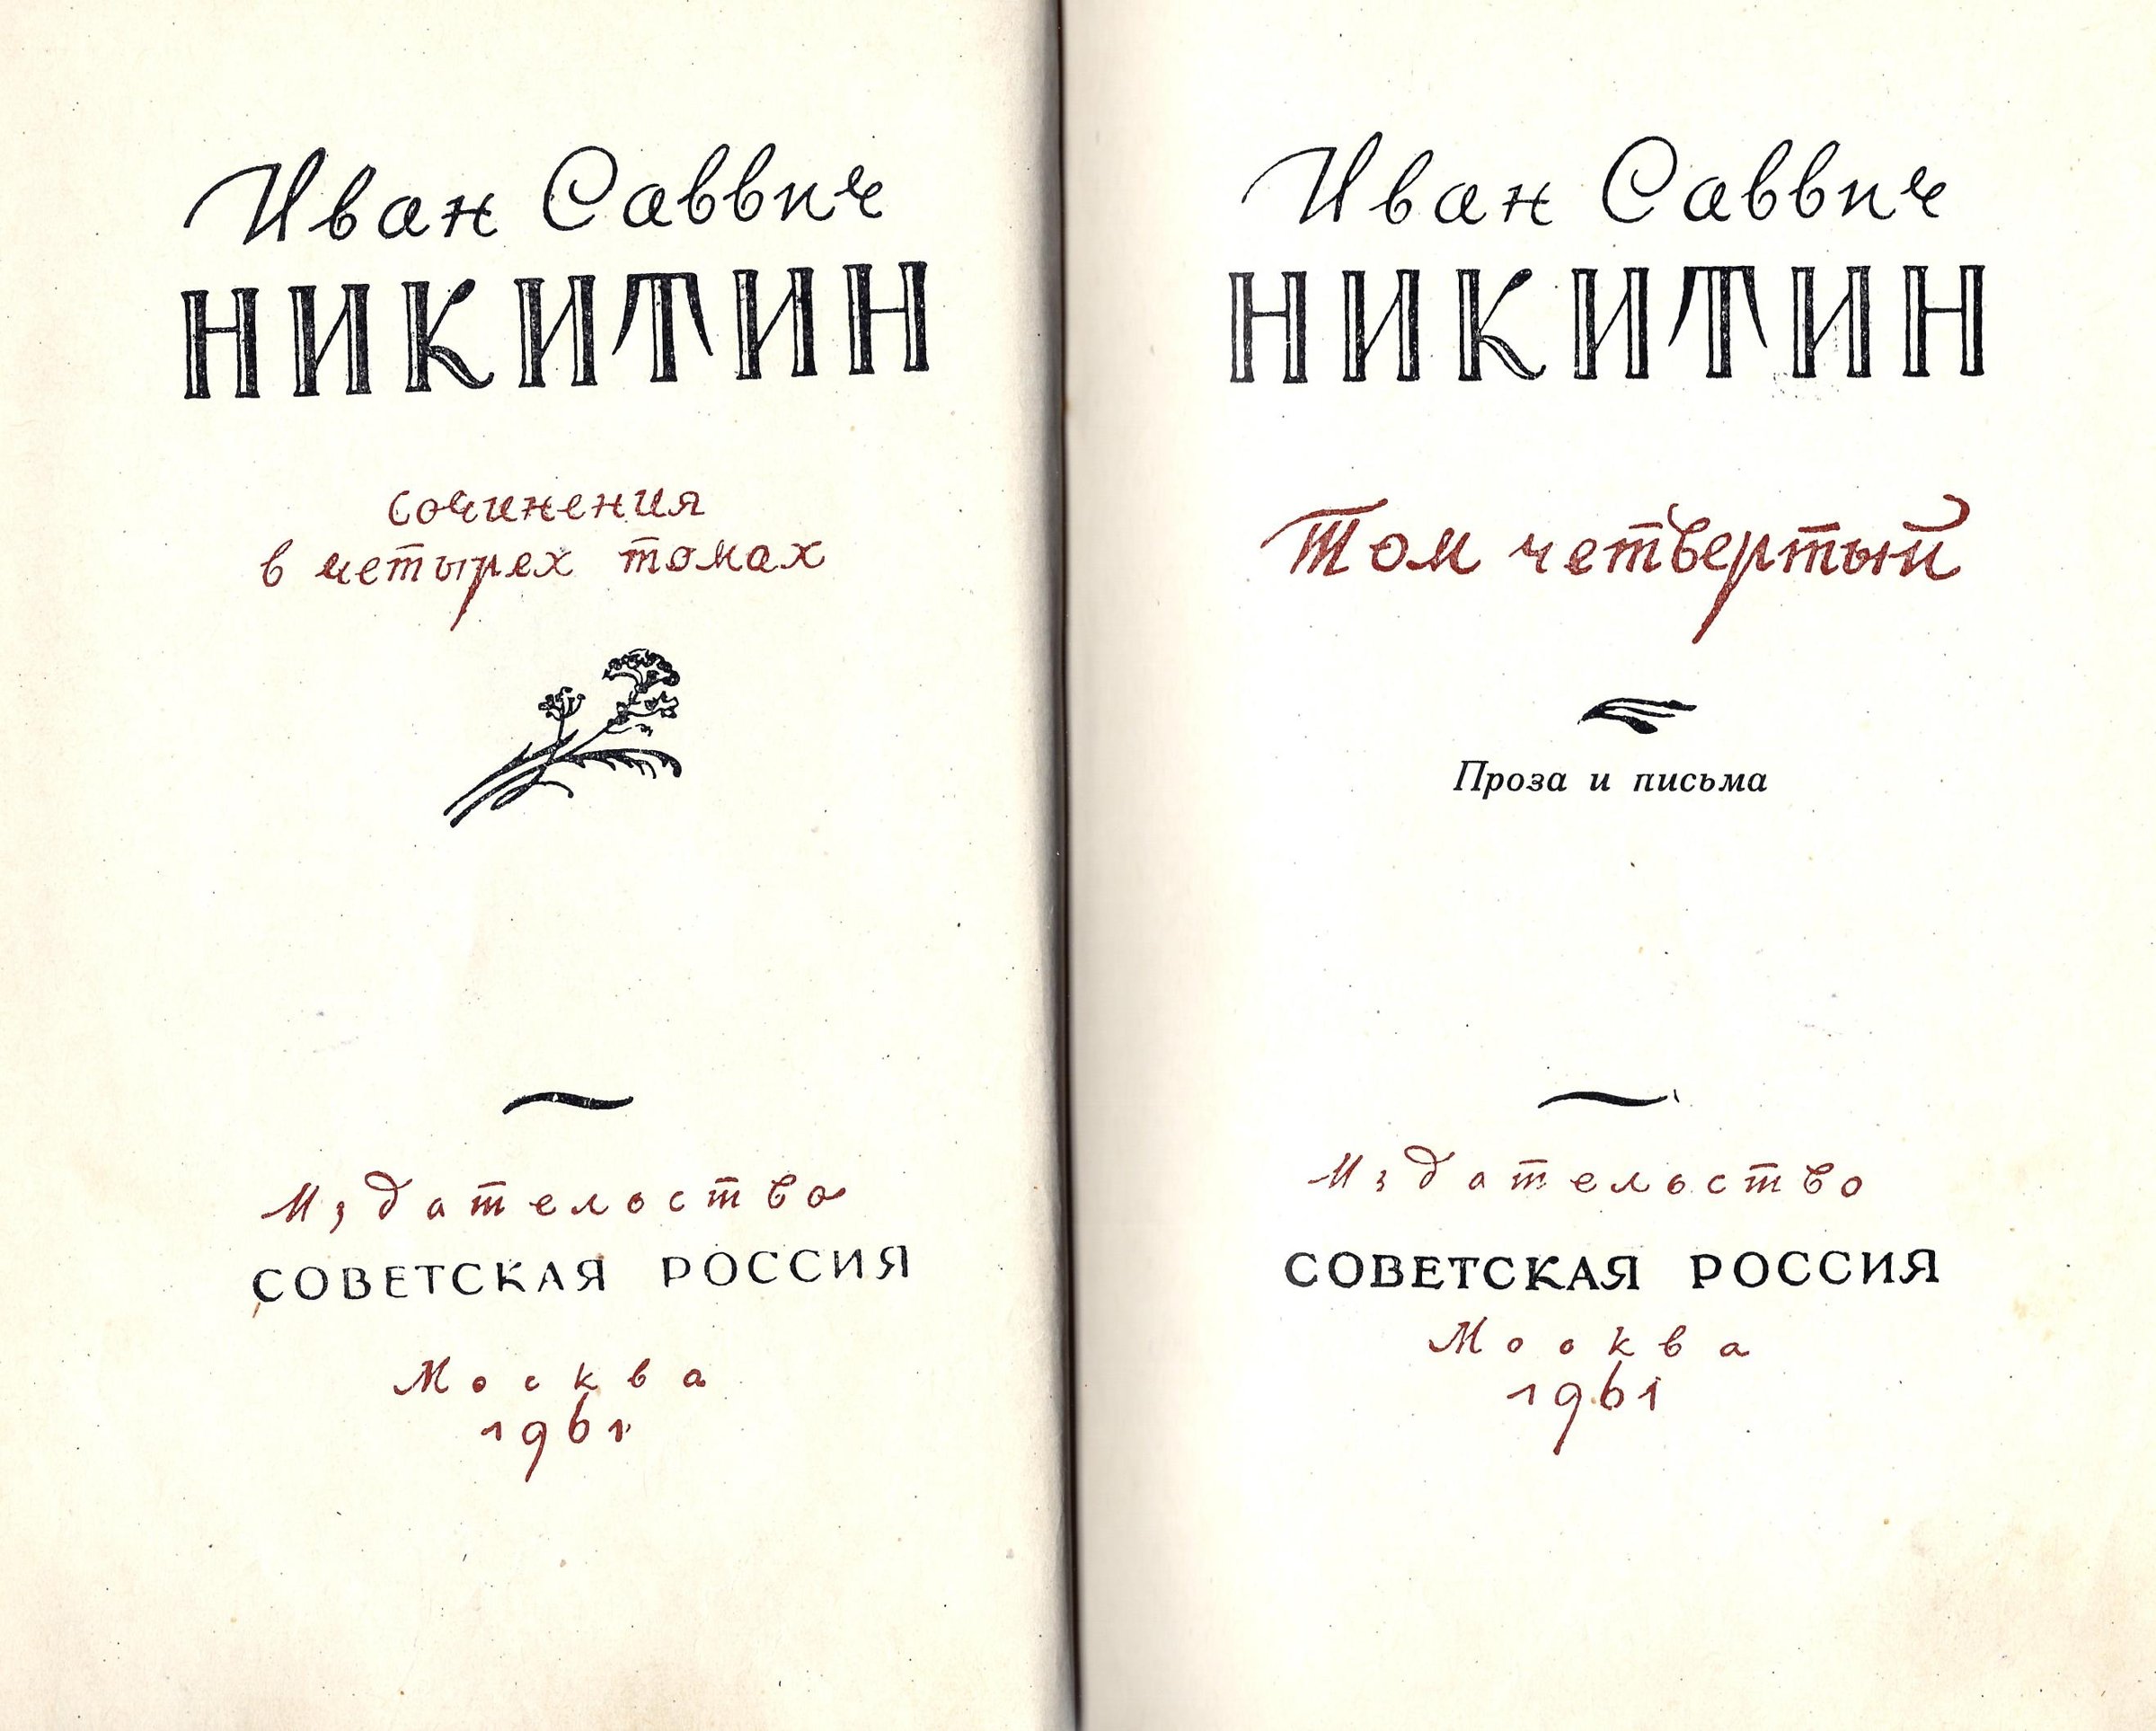 Иван Саввич
НИКИТИН
сочинения
в четырех томах
Издательство
СОВЕТСКАЯ РОССИЯ
Москва
1961
Иван Саввич
НИКИТИН
Том четвертый
Проза и письма
Издательство
СОВЕТСКАЯ РОССИЯ
Москва
1961